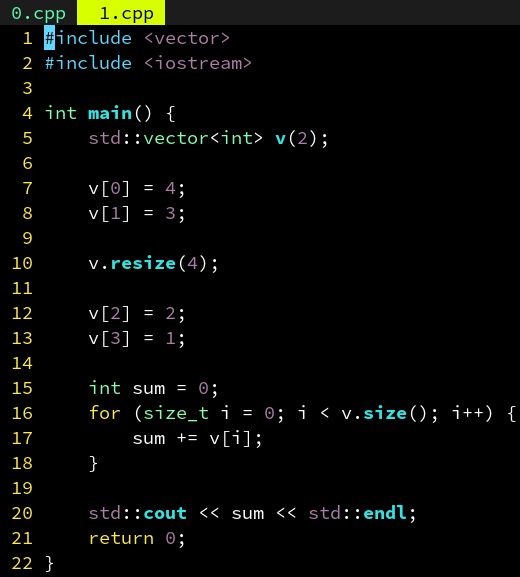 0.cpp 1.cpp
1 #include <vector>
2 #include <iostream>
3
4 int main() {
5     std::vector<int> v(2);
6
7     v[0] = 4;
8     v[1] = 3;
9
10     v.resize(4);
11
12     v[2] = 2;
13     v[3] = 1;
14
15     int sum = 0;
16     for (size_t i = 0; i < v.size(); i++) {
17         sum += v[i];
18     }
19
20     std::cout << sum << std::endl;
21     return 0;
22 }